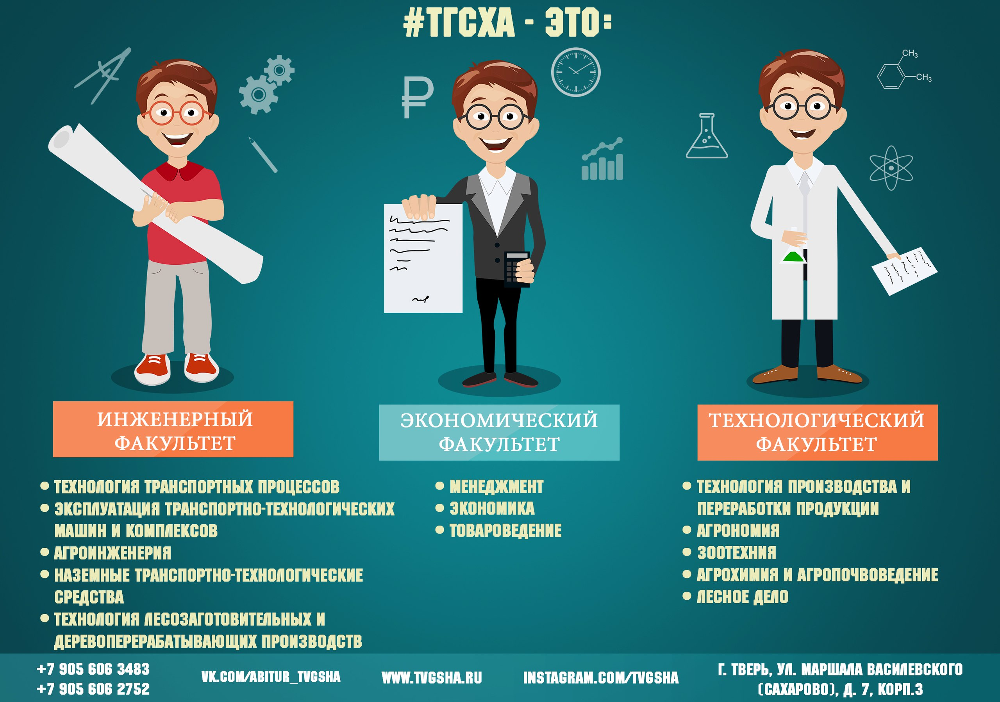 #ТГСХА - ЭТО:
CH3
CH3
ИНЖЕНЕРНЫЙ
ФАКУЛЬТЕТ
ТЕХНОЛОГИЯ ТРАНСПОРТНЫХ ПРОЦЕССОВ
ЭКСПЛУАТАЦИЯ ТРАНСПОРТНО-ТЕХНОЛОГИЧЕСКИХ
МАШИН И КОМПЛЕКСОВ
АГРОИНЖЕНЕРИЯ
НАЗЕМНЫЕ ТРАНСПОРТНО-ТЕХНОЛОГИЧЕСКИЕ
СРЕДСТВА
ТЕХНОЛОГИЯ ЛЕСОЗАГОТОВИТЕЛЬНЫХ И
ДЕРЕВОПЕРЕРАБАТЫВАЮЩИХ ПРОИЗВОДСТВ
ЭКОНОМИЧЕСКИЙ
ФАКУЛЬТЕТ
МЕНЕДЖМЕНТ
ЭКОНОМИКА
ТОВАРОВЕДЕНИЕ
ТЕХНОЛОГИЧЕСКИЙ
ФАКУЛЬТЕТ
ТЕХНОЛОГИЯ ПРОИЗВОДСТВА И
ПЕРЕРАБОТКИ ПРОДУКЦИИ
АГРОНОМИЯ
ЗООТЕХНИЯ
АГРОХИМИЯ И АГРОПОЧВОВЕДЕНИЕ
ЛЕСНОЕ ДЕЛО
+7 905 606 3483
+7 905 606 2752
VK.COM/ABITUR_TVGSHA
WWW.TVGSHA.RU
INSTAGRAM.COM/TVGSHA
Г. ТВЕРЬ, УЛ. МАРШАЛА ВАСИЛЕВСКОГО
(САХАРОВО), Д. 7, КОРП.3